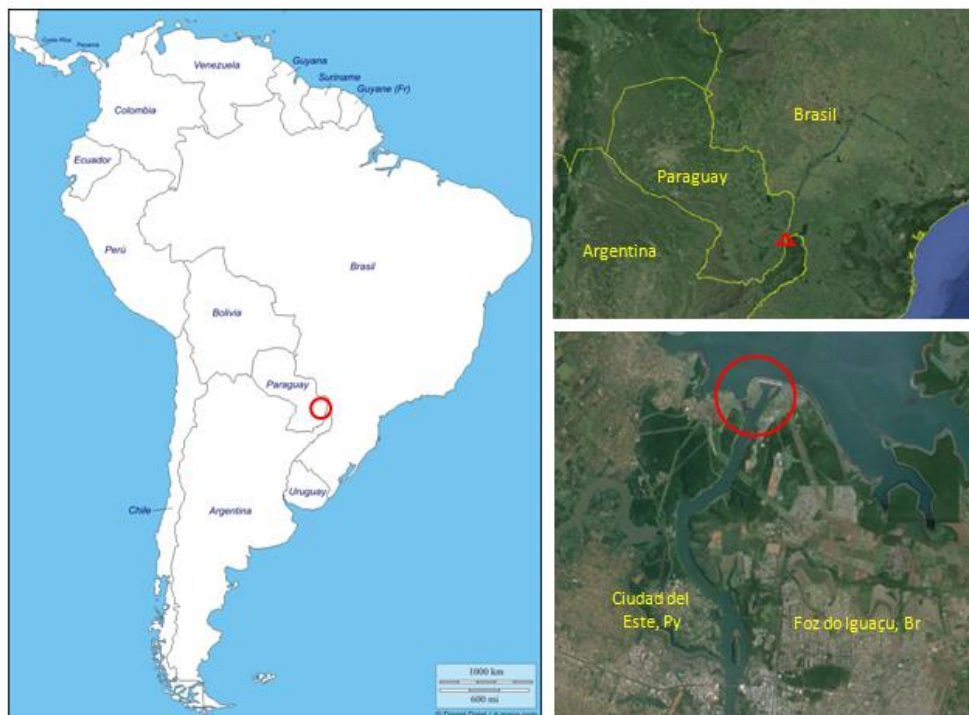 Costa Rica
Panamá
Venezuela
Guyana
Suriname
Guyane (Fr)
Colombia
Ecuador
Perú
Brasil
Bolivia
Paraguay
Chile
Argentina
Uruguay
1000 km
600 mi
Brasil
Paraguay
Argentina
Ciudad del
Este, Py
Foz do Iguaçu, Br